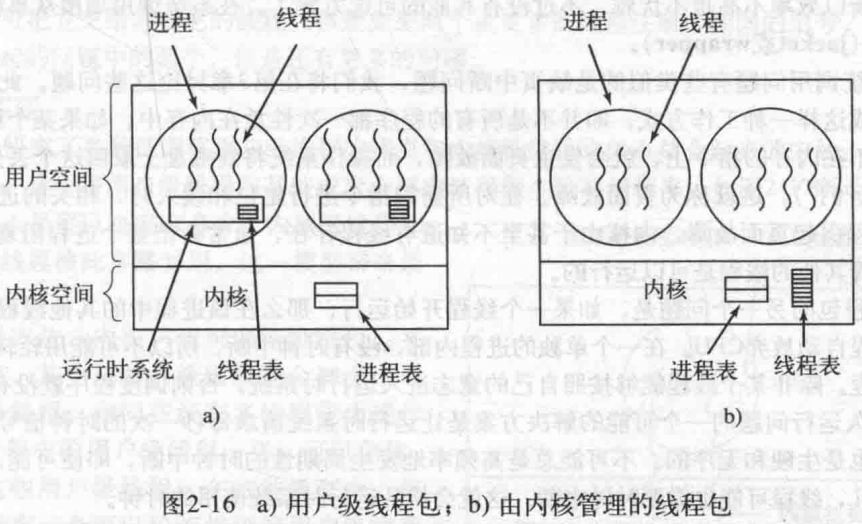 进程
线程
进程
线程
用户空间
内核空间
内核
内核
运行时系统
线程表
进程表
进程表
线程表
a)
b)
图2-16 a) 用户级线程包；b) 由内核管理的线程包